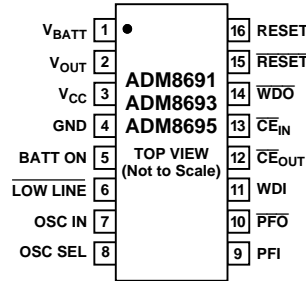 VBATT 1
VOUT 2
VCC 3
GND 4
BATT ON 5
LOW LINE 6
OSC IN 7
OSC SEL 8
ADM8691
ADM8693
ADM8695
TOP VIEW
(Not to Scale)
16 RESET
15 RESET
14 WDO
13 CEIN
12 CEOUT
11 WDI
10 PFO
9 PFI